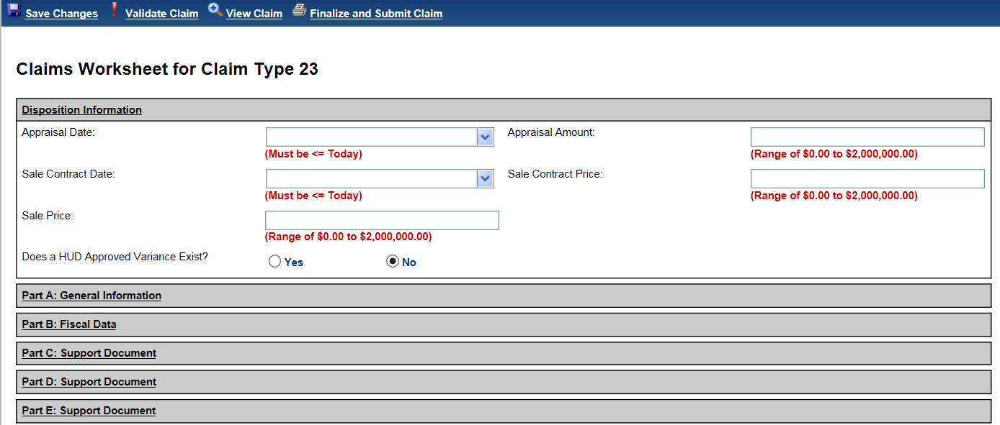 Save Changes Validate Claim View Claim Finalize and Submit Claim
Claims Worksheet for Claim Type 23
Disposition Information
Appraisal Date: Appraisal Amount:
(Must be <= Today) (Range of $0.00 to $2,000,000.00)
Sale Contract Date: Sale Contract Price:
(Must be <= Today) (Range of $0.00 to $2,000,000.00)
Sale Price:
(Range of $0.00 to $2,000,000.00)
Does a HUD Approved Variance Exist? Yes No
Part A: General Information
Part B: Fiscal Data
Part C: Support Document
Part D: Support Document
Part E: Support Document